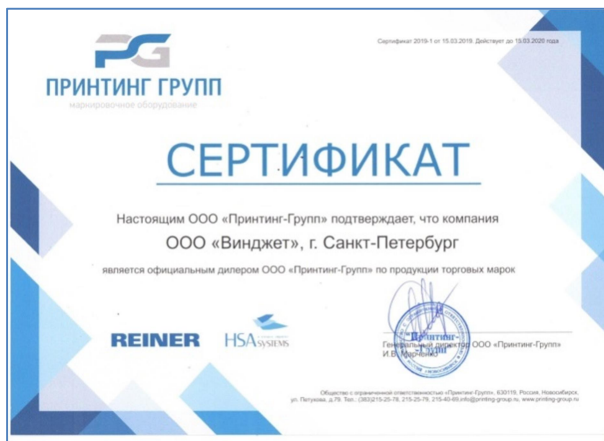 Сертификат 2019-1 от 15.03.2019. Действует до 15.03.2020 года
PG
ПРИНТИНГ ГРУПП
маркировочное оборудование
СЕРТИФИКАТ
Настоящим ООО «Принтинг-Групп» подтверждает, что компания
ООО «Винджет», г. Санкт-Петербург
является официальным дилером ООО «Принтинг-Групп» по продукции торговых марок
REINER
HSA SYSTEMS
"Принтинг-
Групп"
Генеральный директор ООО «Принтинг-Групп»
И.В. Марченко
Общество с ограниченной ответственностью «Принтинг-Групп», 630119, Россия, Новосибирск,
ул. Петухова, д.79. Тел.: (383)215-25-78, 215-25-79, 215-40-69,info@printing-group.ru, www.printing-group.ru